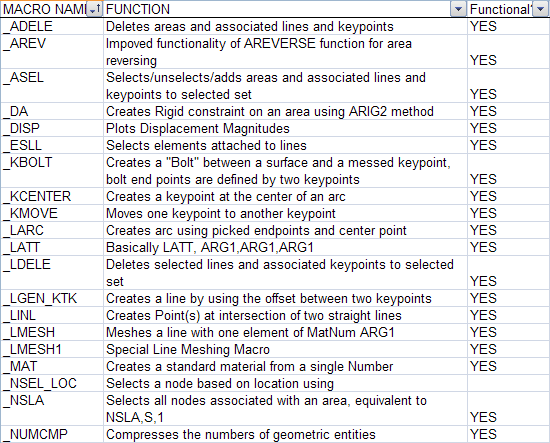 MACRO NAME FUNCTION Functional?
_ADELE Deletes areas and associated lines and keypoints YES
_AREV Impoved functionality of AREVERSE function for area
reversing YES
_ASEL Selects/unselects/adds areas and associated lines and
keypoints to selected set YES
_DA Creates Rigid constraint on an area using ARIG2 method YES
_DISP Plots Displacement Magnitudes YES
_ESLL Selects elements attached to lines YES
_KBOLT Creates a "Bolt" between a surface and a messed keypoint,
bolt end points are defined by two keypoints YES
_KCENTER Creates a keypoint at the center of an arc YES
_KMOVE Moves one keypoint to another keypoint YES
_LARC Creates arc using picked endpoints and center point YES
_LATT Basically LATT, ARG1,ARG1,ARG1 YES
_LDELE Deletes selected lines and associated keypoints to selected
set YES
_LGEN_KTK Creates a line by using the offset between two keypoints YES
_LINL Creates Point(s) at intersection of two straight lines YES
_LMESH Meshes a line with one element of MatNum ARG1 YES
_LMESH1 Special Line Meshing Macro YES
_MAT Creates a standard material from a single Number YES
_NSEL_LOC Selects a node based on location using
_NSLA Selects all nodes associated with an area, equivalent to
NSLA,S,1 YES
_NUMCMP Compresses the numbers of geometric entities YES